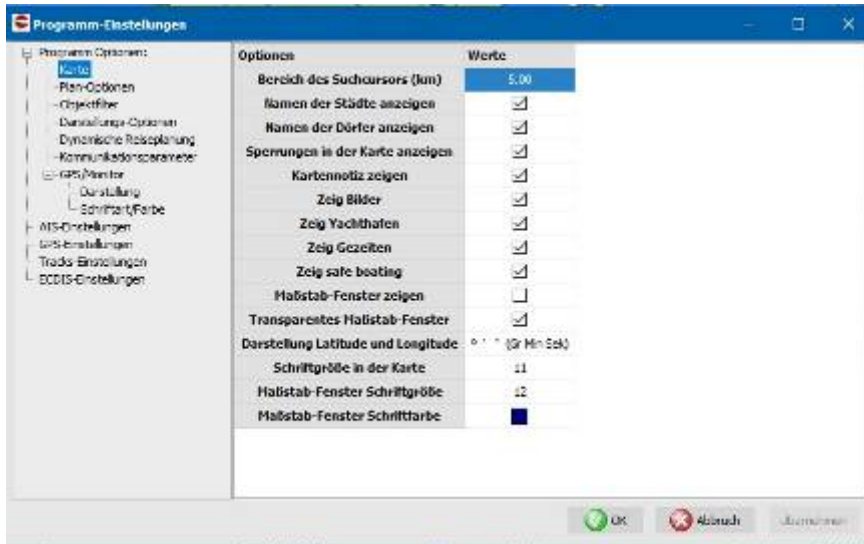 Programm-Einstellungen
Programm Optionen:
Karte
Plan-Optionen
Objektfilter
Darstellungs-Optionen
Dynamische Reiseplanung
Kommunikationsparameter
GPS/Monitor
Darstellung
Schriftart/Farbe
AIS-Einstellungen
GPS-Einstellungen
Tracks-Einstellungen
ECDIS-Einstellungen
Optionen Werte
Bereich des Suchcursors (km) 5.00
Namen der Städte anzeigen
Namen der Dörfer anzeigen
Sperrungen in der Karte anzeigen
Kartennotiz zeigen
Zeig Bilder
Zeig Yachthafen
Zeig Gezeiten
Zeig safe boating
Maßstab-Fenster zeigen
Transparentes Maßstab-Fenster
Darstellung Latitude und Longitude ° ' " (Gr Min Sek)
Schriftgröße in der Karte 11
Maßstab-Fenster Schriftgröße 12
Maßstab-Fenster Schriftfarbe
OK Abbruch Übernehmen